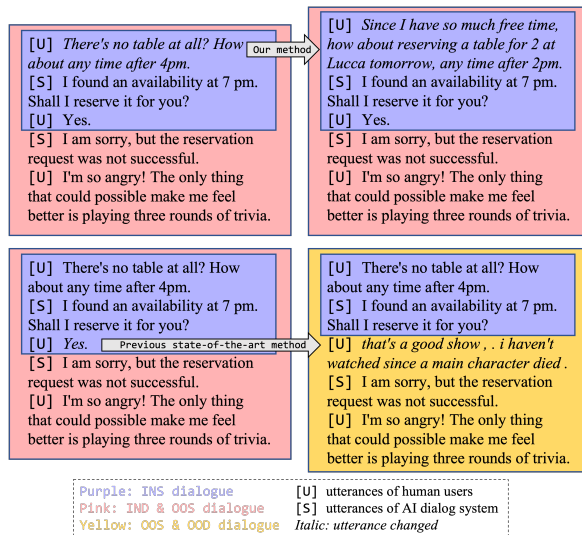 [U] There's no table at all? How
about any time after 4pm.
[S] I found an availability at 7 pm.
Shall I reserve it for you?
[U] Yes.
[S] I am sorry, but the reservation
request was not successful.
[U] I'm so angry! The only thing
that could possible make me feel
better is playing three rounds of trivia.
Our method
[U] Since I have so much free time,
how about reserving a table for 2 at
Lucca tomorrow, any time after 2pm.
[S] I found an availability at 7 pm.
Shall I reserve it for you?
[U] Yes.
[S] I am sorry, but the reservation
request was not successful.
[U] I'm so angry! The only thing
that could possible make me feel
better is playing three rounds of trivia.
[U] There's no table at all? How
about any time after 4pm.
[S] I found an availability at 7 pm.
Shall I reserve it for you?
[U] Yes.
[S] I am sorry, but the reservation
request was not successful.
[U] I'm so angry! The only thing
that could possible make me feel
better is playing three rounds of trivia.
Previous state-of-the-art method
[U] There's no table at all? How
about any time after 4pm.
[S] I found an availability at 7 pm.
Shall I reserve it for you?
[U] that's a good show , . i haven't
watched since a main character died .
[S] I am sorry, but the reservation
request was not successful.
[U] I'm so angry! The only thing
that could possible make me feel
better is playing three rounds of trivia.
Purple: INS dialogue
Pink: IND & OOS dialogue
Yellow: OOS & OOD dialogue
[U] utterances of human users
[S] utterances of AI dialog system
Italic: utterance changed